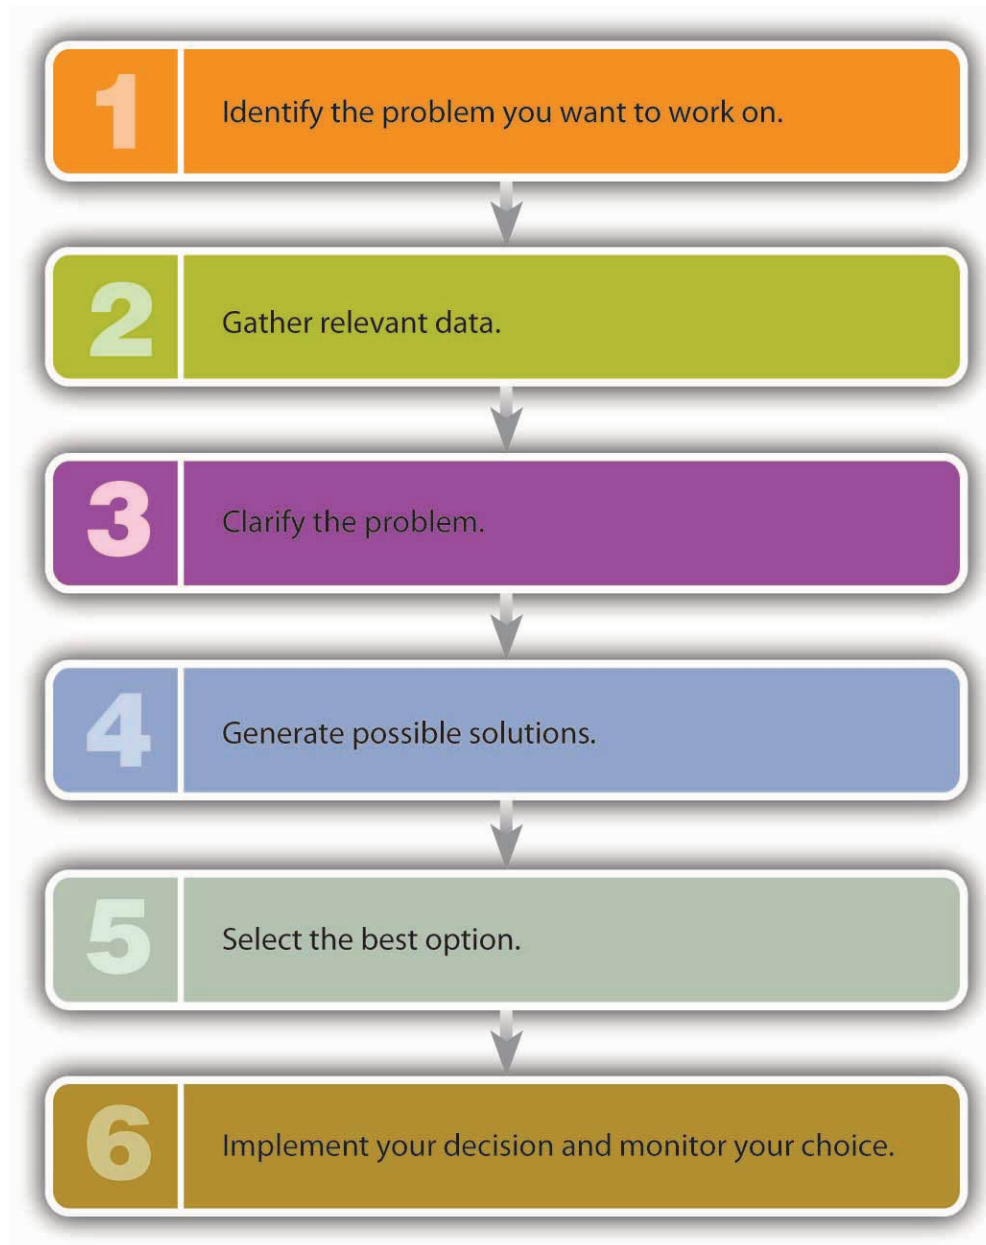 1
Identify the problem you want to work on.
2
Gather relevant data.
3
Clarify the problem.
4
Generate possible solutions.
5
Select the best option.
6
Implement your decision and monitor your choice.